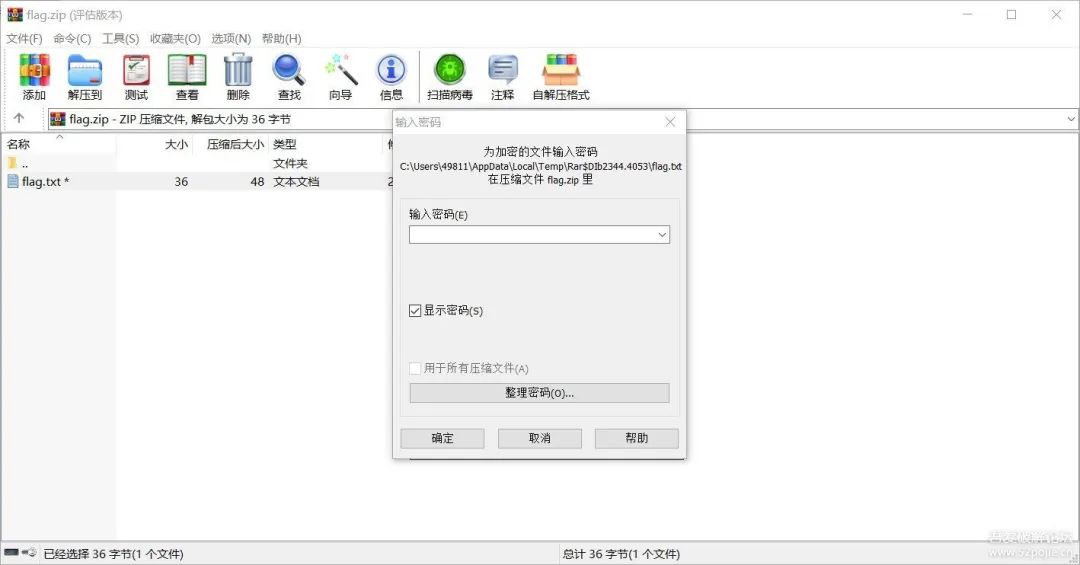 flag.zip (评估版本)
文件(F) 命令(C) 工具(S) 收藏夹(O) 选项(N) 帮助(H)
添加 解压到 测试 查看 删除 查找 向导 信息 扫描病毒 注释 自解压格式
flag.zip - ZIP 压缩文件, 解包大小为 36 字节
名称 大小 压缩后大小 类型
.. 文件夹
flag.txt * 36 48 文本文档 2
输入密码
为加密的文件输入密码
C:\Users\49811\AppData\Local\Temp\Rar$DIb2344.4053\flag.txt
在压缩文件 flag.zip 里
输入密码(E)
显示密码(S)
用于所有压缩文件(A)
整理密码(O)...
确定 取消 帮助
已经选择 36 字节(1 个文件) 总计 36 字节(1 个文件)
吾爱破解论坛
www.52pojie.cn